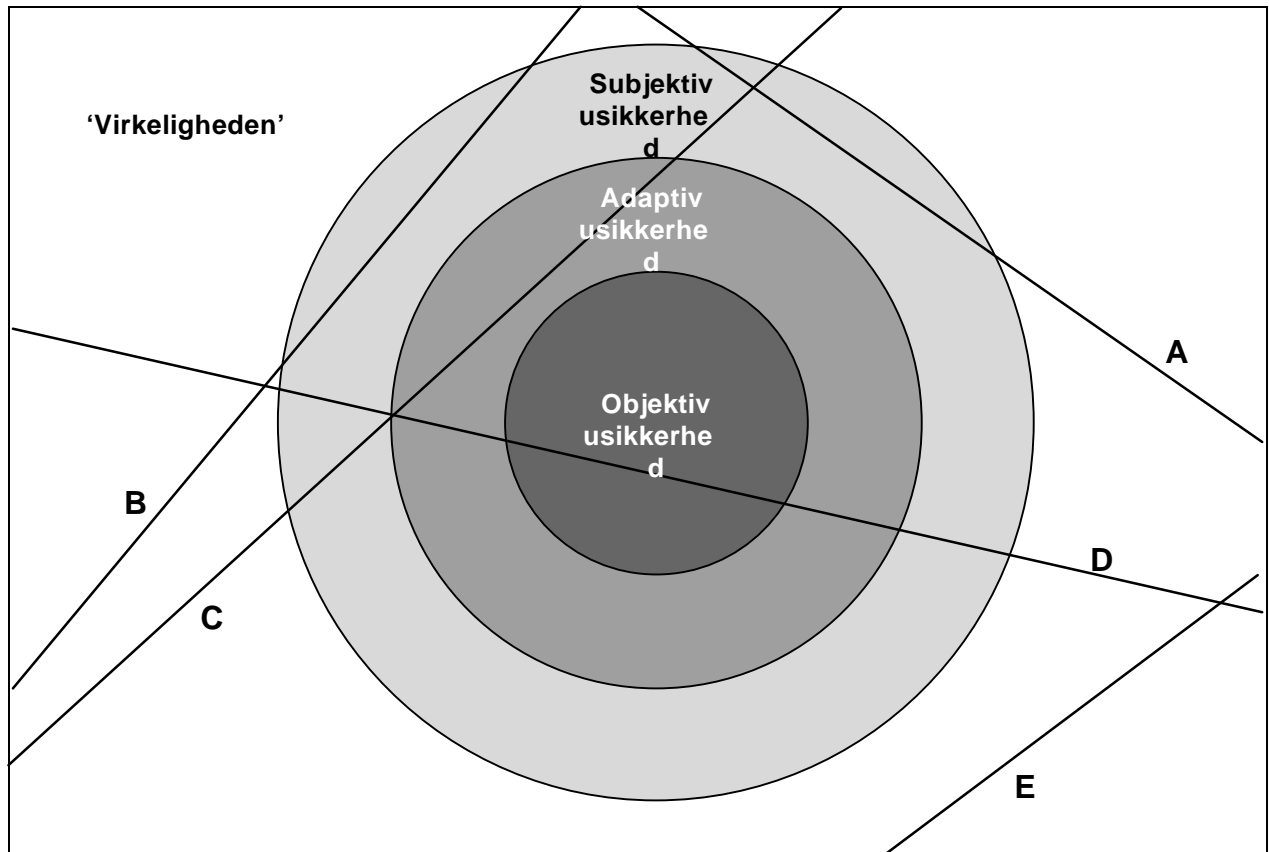 ‘Virkeligheden’
Subjektiv
usikkerhe
d
Adaptiv
usikkerhe
d
Objektiv
usikkerhe
d
A
B
C
D
E